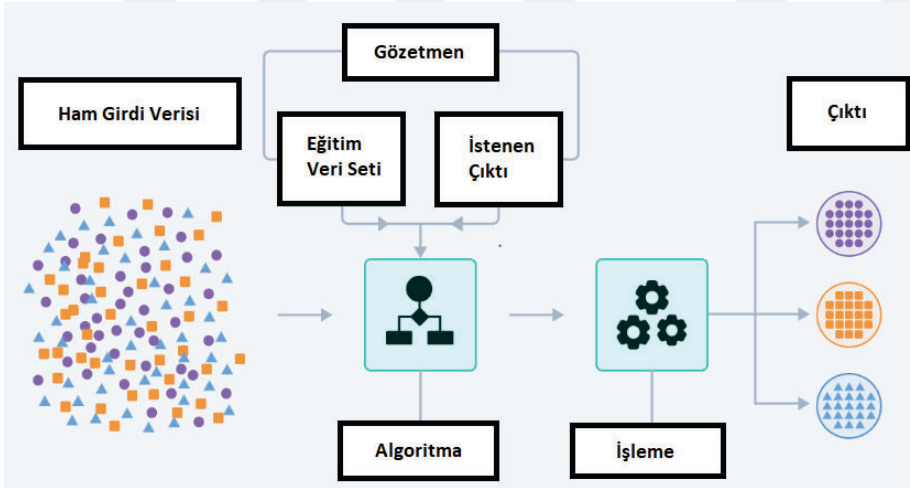 Gözetmen
Ham Girdi Verisi
Eğitim
Veri Seti
İstenen
Çıktı
Çıktı
Algoritma
İşleme